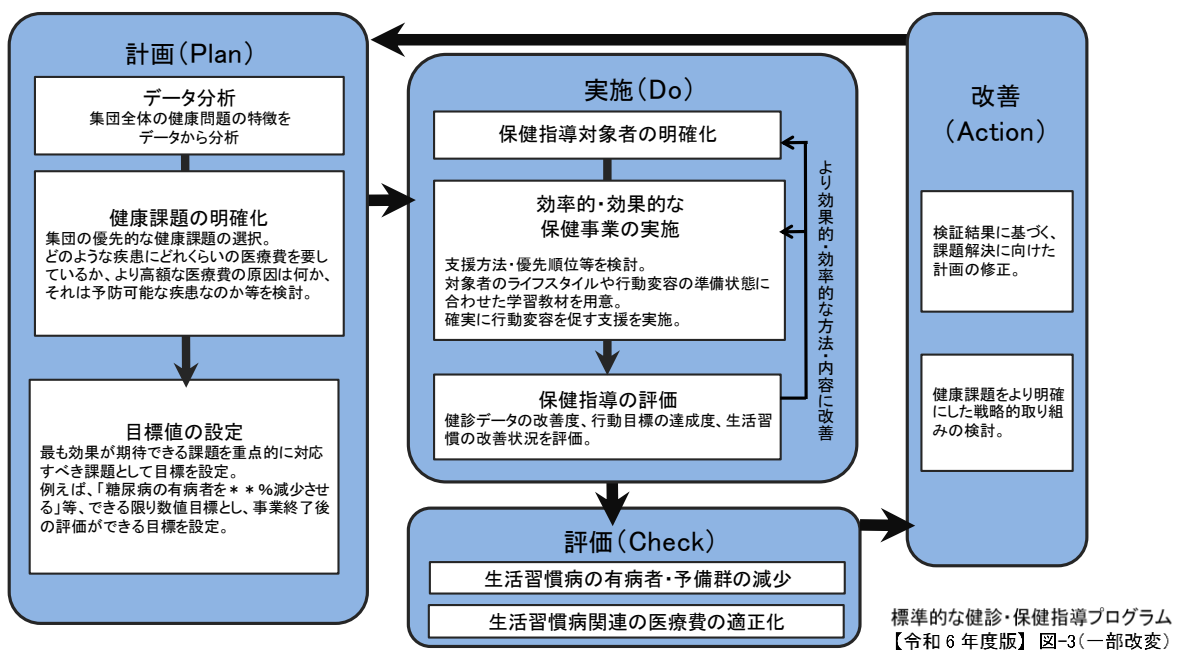 計画(Plan)
データ分析
集団全体の健康問題の特徴を
データから分析
健康課題の明確化
集団の優先的な健康課題の選択。
どのような疾患にどれくらいの医療費を要し
ているか、より高額な医療費の原因は何か、
それは予防可能な疾患なのか等を検討。
目標値の設定
最も効果が期待できる課題を重点的に対応
すべき課題として目標を設定。
例えば、「糖尿病の有病者を＊＊%減少させ
る」等、できる限り数値目標とし、事業終了後
の評価ができる目標を設定。
実施(Do)
保健指導対象者の明確化
効率的・効果的な
保健事業の実施
支援方法・優先順位等を検討。
対象者のライフスタイルや行動変容の準備状態に
合わせた学習教材を用意。
確実に行動変容を促す支援を実施。
保健指導の評価
健診データの改善度、行動目標の達成度、生活習
慣の改善状況を評価。
より効果的・効率的な方法・内容に改善
評価(Check)
生活習慣病の有病者・予備群の減少
生活習慣病関連の医療費の適正化
改善
(Action)
検証結果に基づく、
課題解決に向けた
計画の修正。
健康課題をより明確
にした戦略的取り組
みの検討。
標準的な健診・保健指導プログラム
【令和6年度版】 図-3(一部改変)